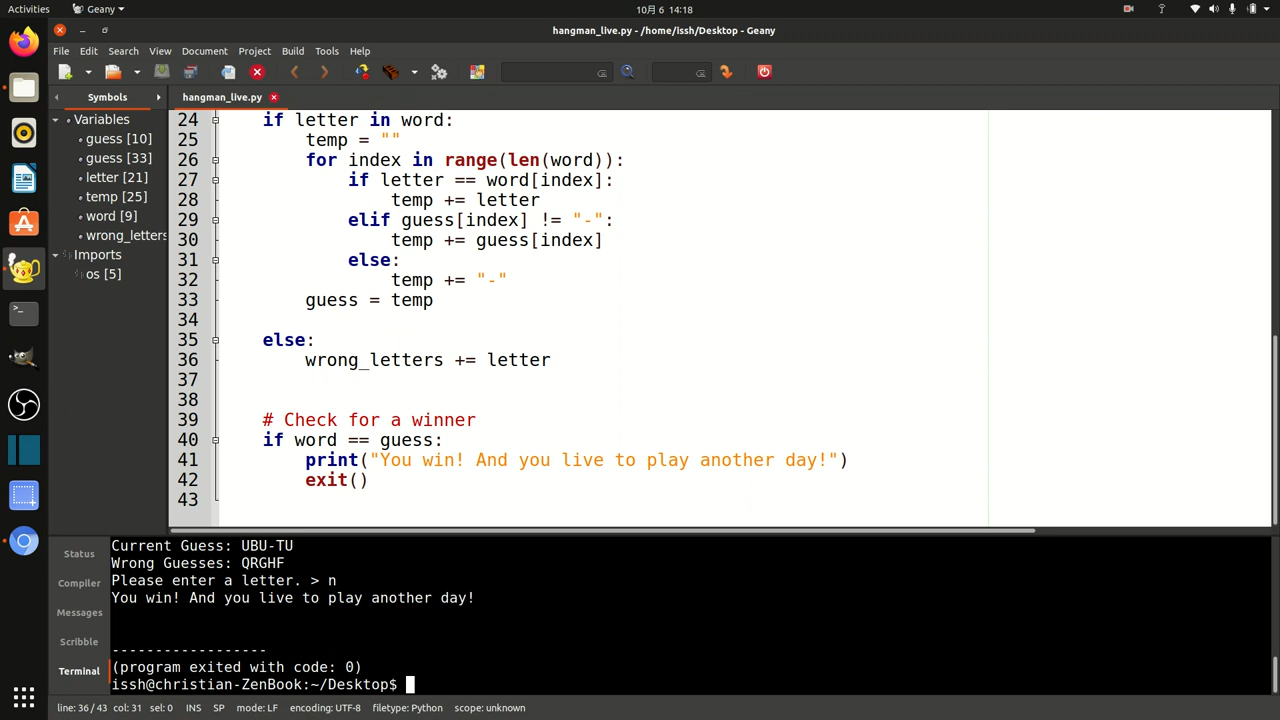 Activities
Geany
10月 6 14:18
hangman_live.py - /home/issh/Desktop - Geany
File Edit Search View Document Project Build Tools Help
Symbols
hangman_live.py
Variables
guess [10]
guess [33]
letter [21]
temp [25]
word [9]
wrong_letters
Imports
os [5]
24 if letter in word:
25 temp = ""
26 for index in range(len(word)):
27 if letter == word[index]:
28 temp += letter
29 elif guess[index] != "-":
30 temp += guess[index]
31 else:
32 temp += "-"
33 guess = temp
34
35 else:
36 wrong_letters += letter
37
38
39 # Check for a winner
40 if word == guess:
41 print("You win! And you live to play another day!")
42 exit()
43
Status
Compiler
Messages
Scribble
Terminal
Current Guess: UBU-TU
Wrong Guesses: QRGHF
Please enter a letter. > n
You win! And you live to play another day!
------------------
(program exited with code: 0)
issh@christian-ZenBook:~/Desktop$
line: 36 / 43 col: 31 sel: 0 INS SP mode: LF encoding: UTF-8 filetype: Python scope: unknown